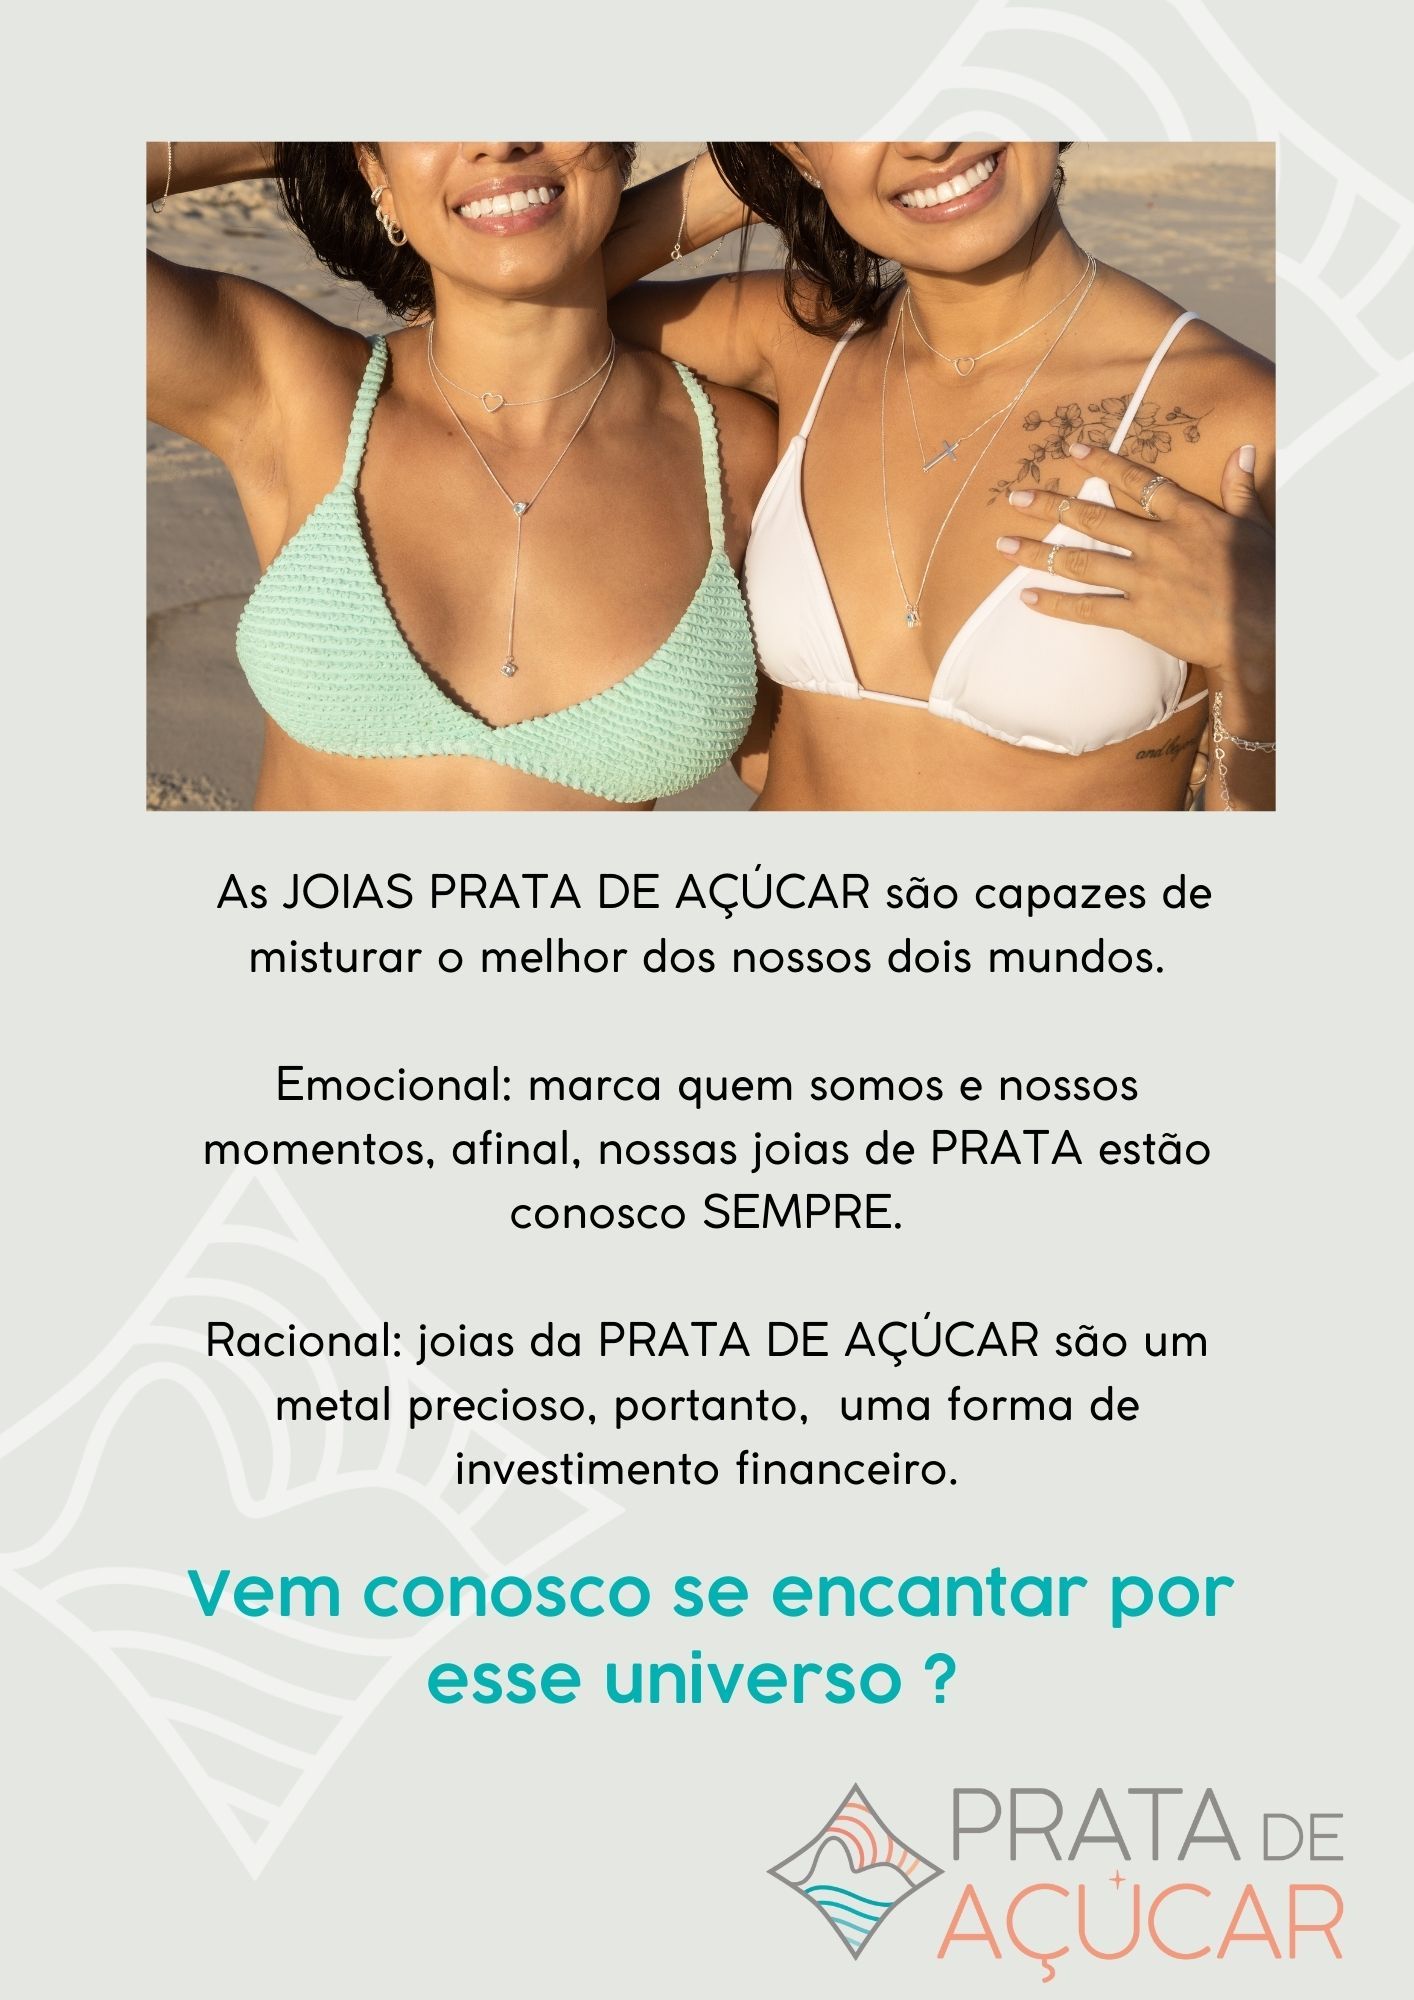 As JOIAS PRATA DE AÇÚCAR são capazes de
misturar o melhor dos nossos dois mundos.
Emocional: marca quem somos e nossos
momentos, afinal, nossas joias de PRATA estão
conosco SEMPRE.
Racional: joias da PRATA DE AÇÚCAR são um
metal precioso, portanto,  uma forma de
investimento financeiro.
Vem conosco se encantar por
esse universo ?
PRATA DE
AÇÚCAR